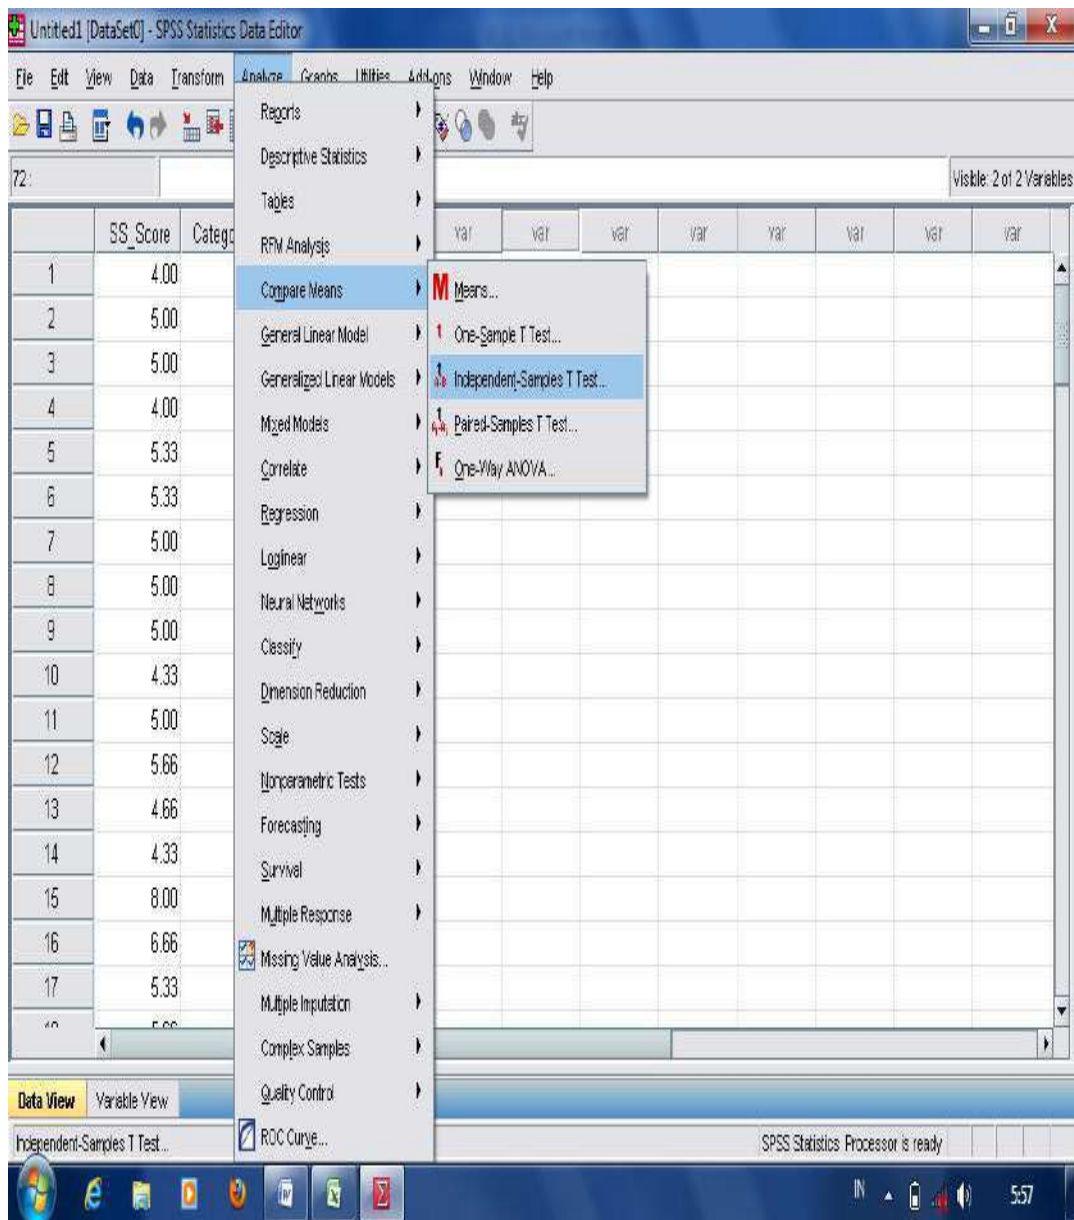 Untitled1 [DataSet0] - SPSS Statistics Data Editor
File Edit View Data Transform Analyze Graphs Utilities Add-ons Window Help
72 :
Visible: 2 of 2 Variables
SS_Score Catego var var var var var var var var
1 4.00
2 5.00
3 5.00
4 4.00
5 5.33
6 5.33
7 5.00
8 5.00
9 5.00
10 4.33
11 5.00
12 5.66
13 4.66
14 4.33
15 8.00
16 6.66
17 5.33
Reports
Descriptive Statistics
Tables
RFM Analysis
Compare Means
General Linear Model
Generalized Linear Models
Mixed Models
Correlate
Regression
Loglinear
Neural Networks
Classify
Dimension Reduction
Scale
Nonparametric Tests
Forecasting
Survival
Multiple Response
Missing Value Analysis...
Multiple Imputation
Complex Samples
Quality Control
ROC Curve...
M Means...
One-Sample T Test...
Independent-Samples T Test...
Paired-Samples T Test...
One-Way ANOVA...
Data View Variable View
Independent-Samples T Test...
SPSS Statistics Processor is ready
IN 5:57